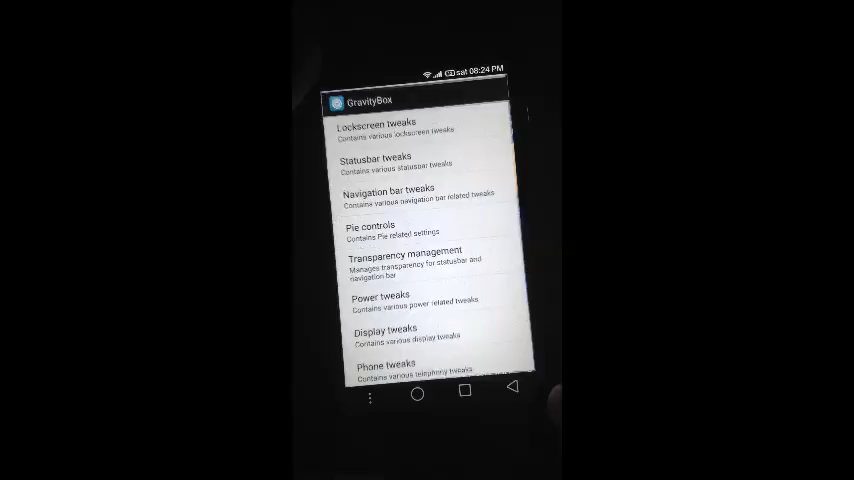 sat 08:24 PM
GravityBox
Lockscreen tweaks
Contains various lockscreen tweaks
Statusbar tweaks
Contains various statusbar tweaks
Navigation bar tweaks
Contains various navigation bar related tweaks
Pie controls
Contains Pie related settings
Transparency management
Manages transparency for statusbar and
navigation bar
Power tweaks
Contains various power related tweaks
Display tweaks
Contains various display tweaks
Phone tweaks
Contains various telephony tweaks